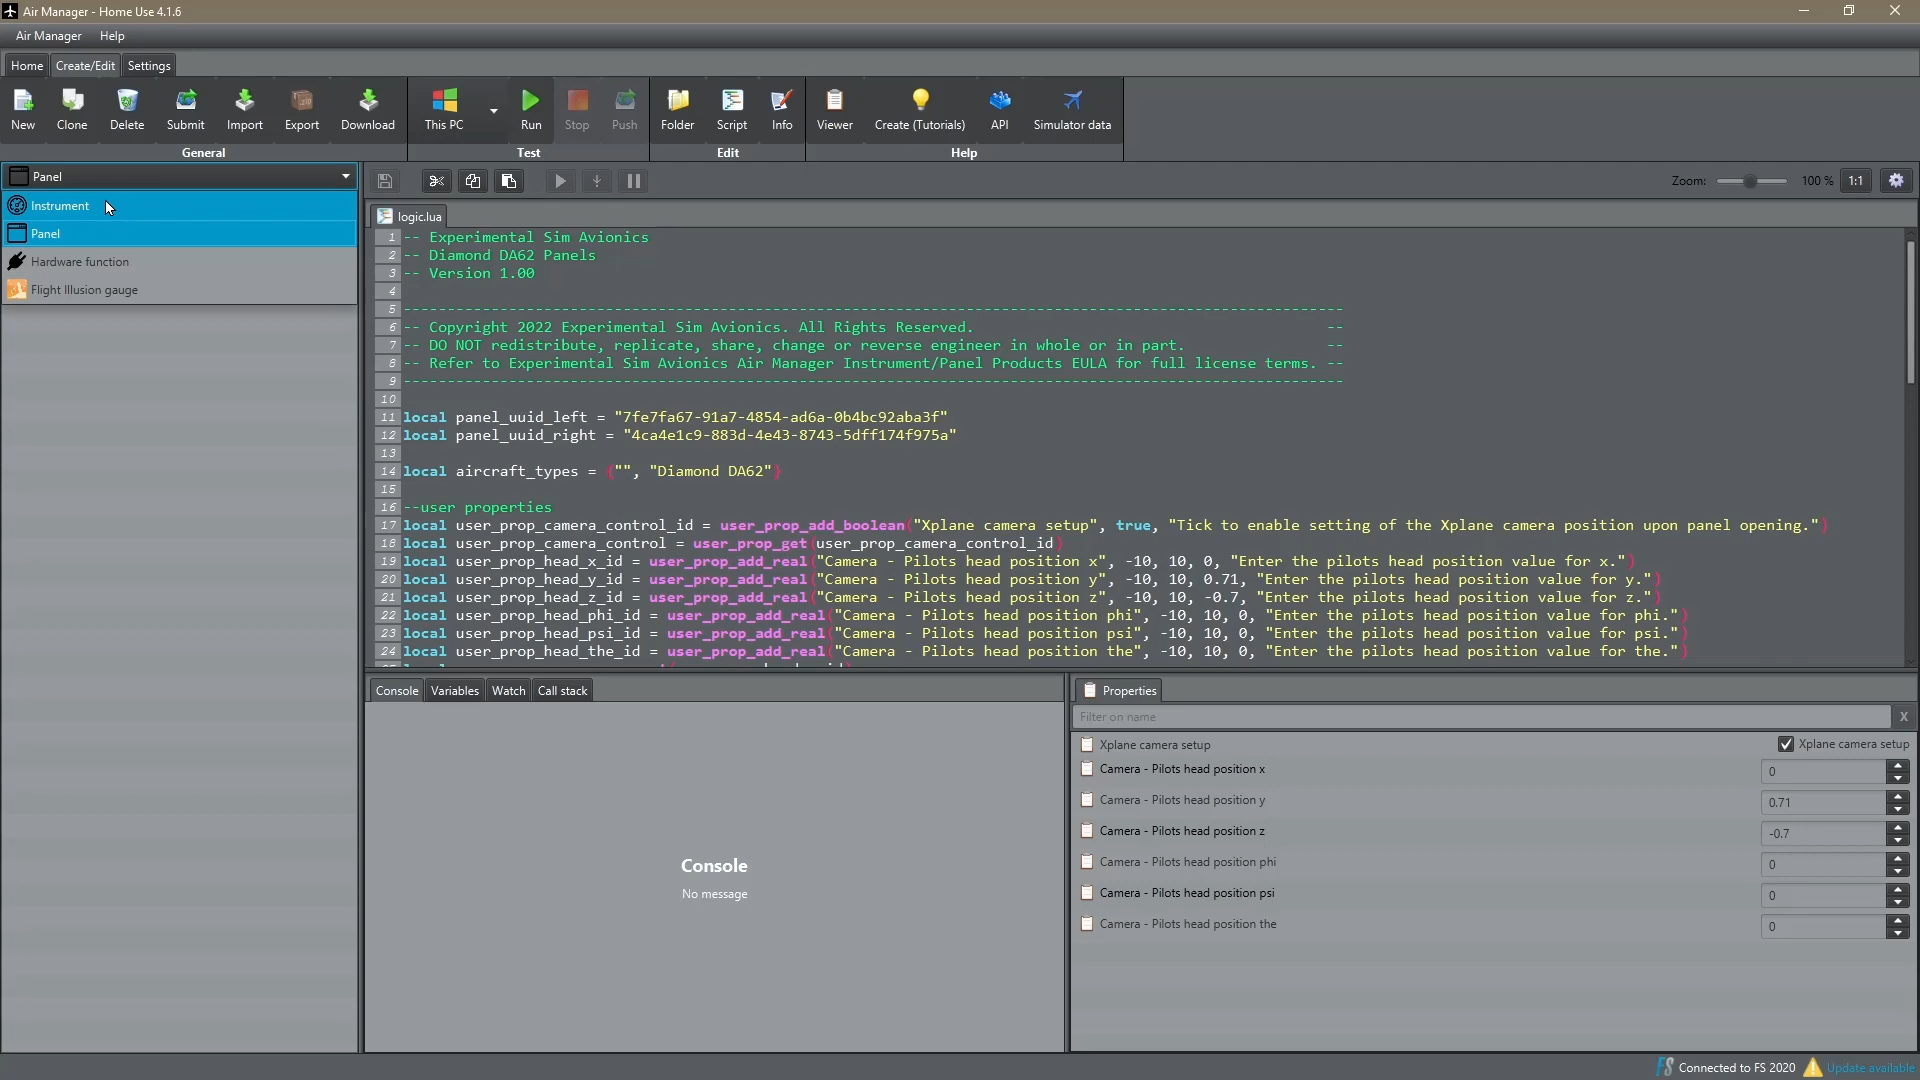 Air Manager - Home Use 4.1.6
Air Manager Help
Home Create/Edit Settings
New Clone Delete Submit Import Export Download This PC Run Stop Push Folder Script Info Viewer Create (Tutorials) API Simulator data
General Test Edit Help
Panel
Zoom: 100 % 1:1
Instrument
Panel
Hardware function
Flight Illusion gauge
logic.lua
1 -- Experimental Sim Avionics
2 -- Diamond DA62 Panels
3 -- Version 1.00
4
5 ----------------------------------------------------------------------------------------------------------
6 -- Copyright 2022 Experimental Sim Avionics. All Rights Reserved. --
7 -- DO NOT redistribute, replicate, share, change or reverse engineer in whole or in part. --
8 -- Refer to Experimental Sim Avionics Air Manager Instrument/Panel Products EULA for full license terms. --
9 ----------------------------------------------------------------------------------------------------------
10
11 local panel_uuid_left = "7fe7fa67-91a7-4854-ad6a-0b4bc92aba3f"
12 local panel_uuid_right = "4ca4e1c9-883d-4e43-8743-5dff174f975a"
13
14 local aircraft_types = {"", "Diamond DA62"}
15
16 --user properties
17 local user_prop_camera_control_id = user_prop_add_boolean("Xplane camera setup", true, "Tick to enable setting of the Xplane camera position upon panel opening.")
18 local user_prop_camera_control = user_prop_get(user_prop_camera_control_id)
19 local user_prop_head_x_id = user_prop_add_real("Camera - Pilots head position x", -10, 10, 0, "Enter the pilots head position value for x.")
20 local user_prop_head_y_id = user_prop_add_real("Camera - Pilots head position y", -10, 10, 0.71, "Enter the pilots head position value for y.")
21 local user_prop_head_z_id = user_prop_add_real("Camera - Pilots head position z", -10, 10, -0.7, "Enter the pilots head position value for z.")
22 local user_prop_head_phi_id = user_prop_add_real("Camera - Pilots head position phi", -10, 10, 0, "Enter the pilots head position value for phi.")
23 local user_prop_head_psi_id = user_prop_add_real("Camera - Pilots head position psi", -10, 10, 0, "Enter the pilots head position value for psi.")
24 local user_prop_head_the_id = user_prop_add_real("Camera - Pilots head position the", -10, 10, 0, "Enter the pilots head position value for the.")
Console Variables Watch Call stack
Console
No message
Properties
Filter on name X
Xplane camera setup Xplane camera setup
Camera - Pilots head position x 0
Camera - Pilots head position y 0.71
Camera - Pilots head position z -0.7
Camera - Pilots head position phi 0
Camera - Pilots head position psi 0
Camera - Pilots head position the 0
FS Connected to FS 2020 Update available